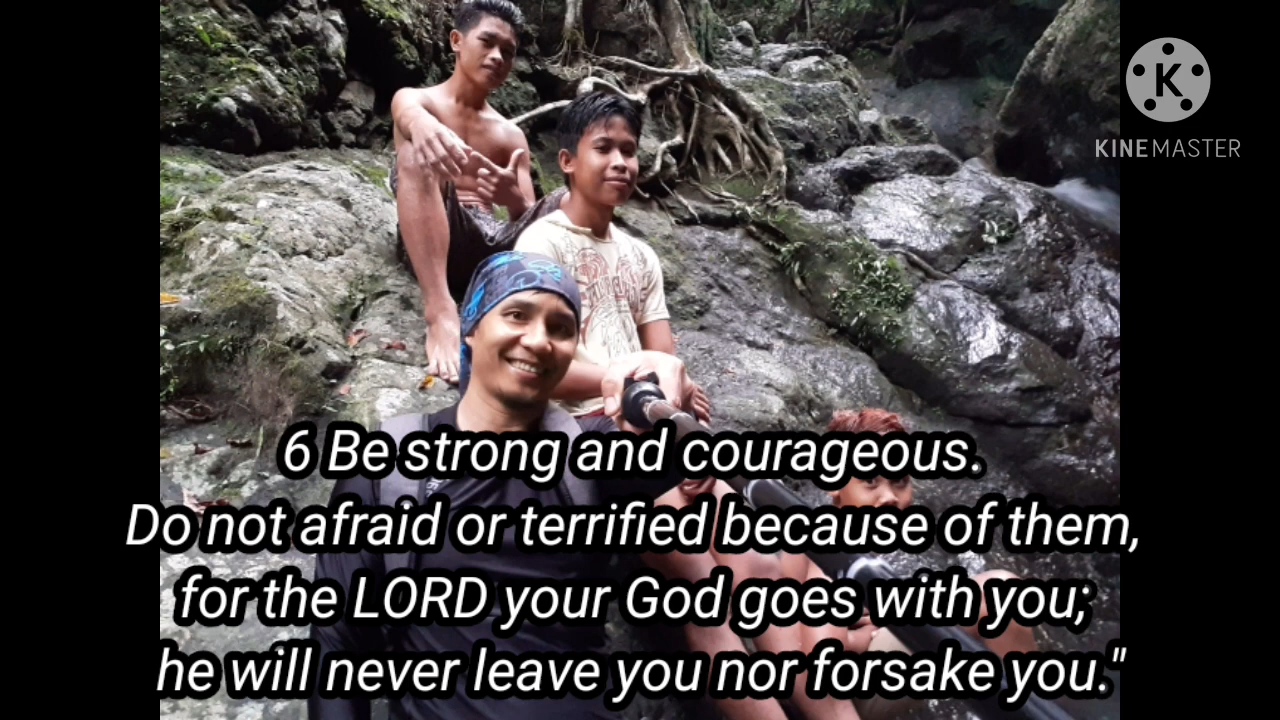 K
KINEMASTER
6 Be strong and courageous.
Do not afraid or terrified because of them,
for the LORD your God goes with you;
he will never leave you nor forsake you."